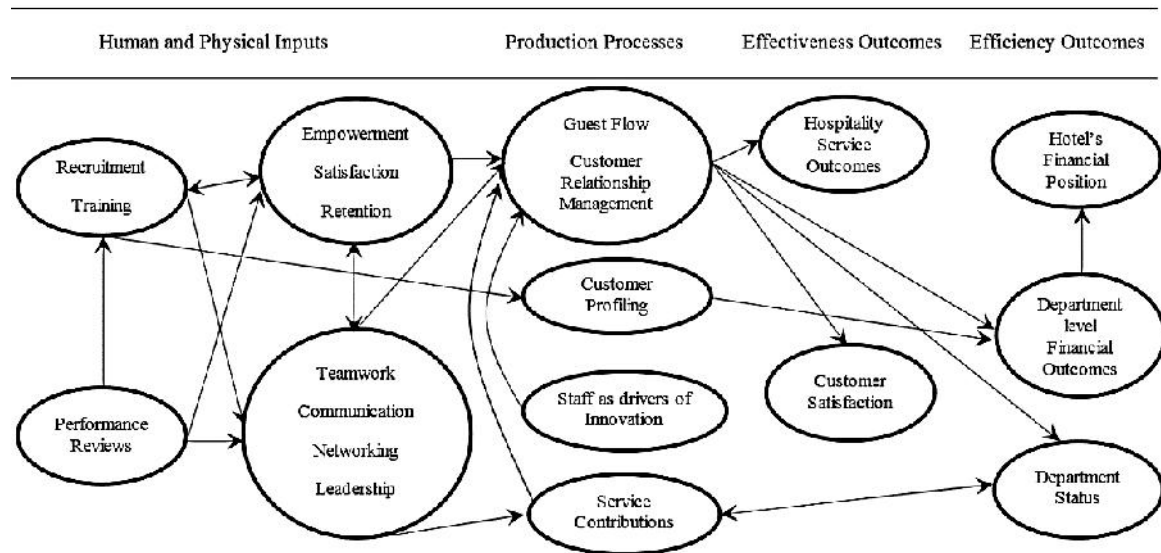 Human and Physical Inputs
Production Processes
Effectiveness Outcomes
Efficiency Outcomes
Recruitment
Training
Performance
Reviews
Empowerment
Satisfaction
Retention
Teamwork
Communication
Networking
Leadership
Guest Flow
Customer
Relationship
Management
Customer
Profiling
Staff as drivers of
Innovation
Service
Contributions
Hospitality
Service
Outcomes
Customer
Satisfaction
Hotel's
Financial
Position
Department
level
Financial
Outcomes
Department
Status